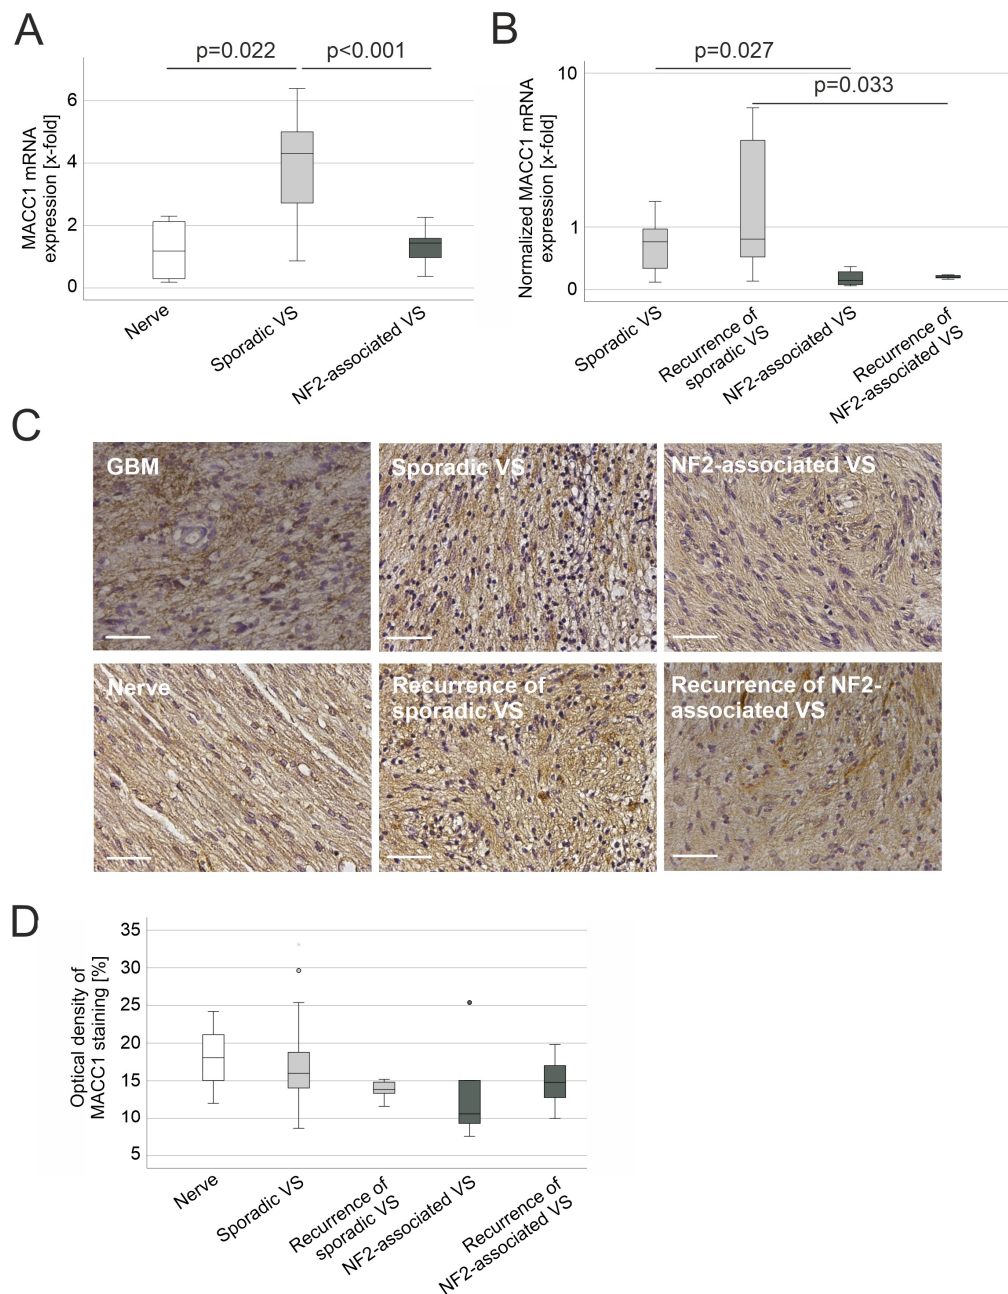 A
p=0.022
p<0.001
MACC1 mRNA
expression [x-fold]
6
4
2
0
Nerve
Sporadic VS
NF2-associated VS
B
p=0.027
p=0.033
Normalized MACC1 mRNA
expression [x-fold]
10
1
0
Sporadic VS
Recurrence of
sporadic VS
NF2-associated VS
Recurrence of
NF2-associated VS
C
GBM
Sporadic VS
NF2-associated VS
Nerve
Recurrence of
sporadic VS
Recurrence of NF2-
associated VS
D
Optical density of
MACC1 staining [%]
35
30
25
20
15
10
5
Nerve
Sporadic VS
Recurrence of
sporadic VS
NF2-associated VS
Recurrence of
NF2-associated VS